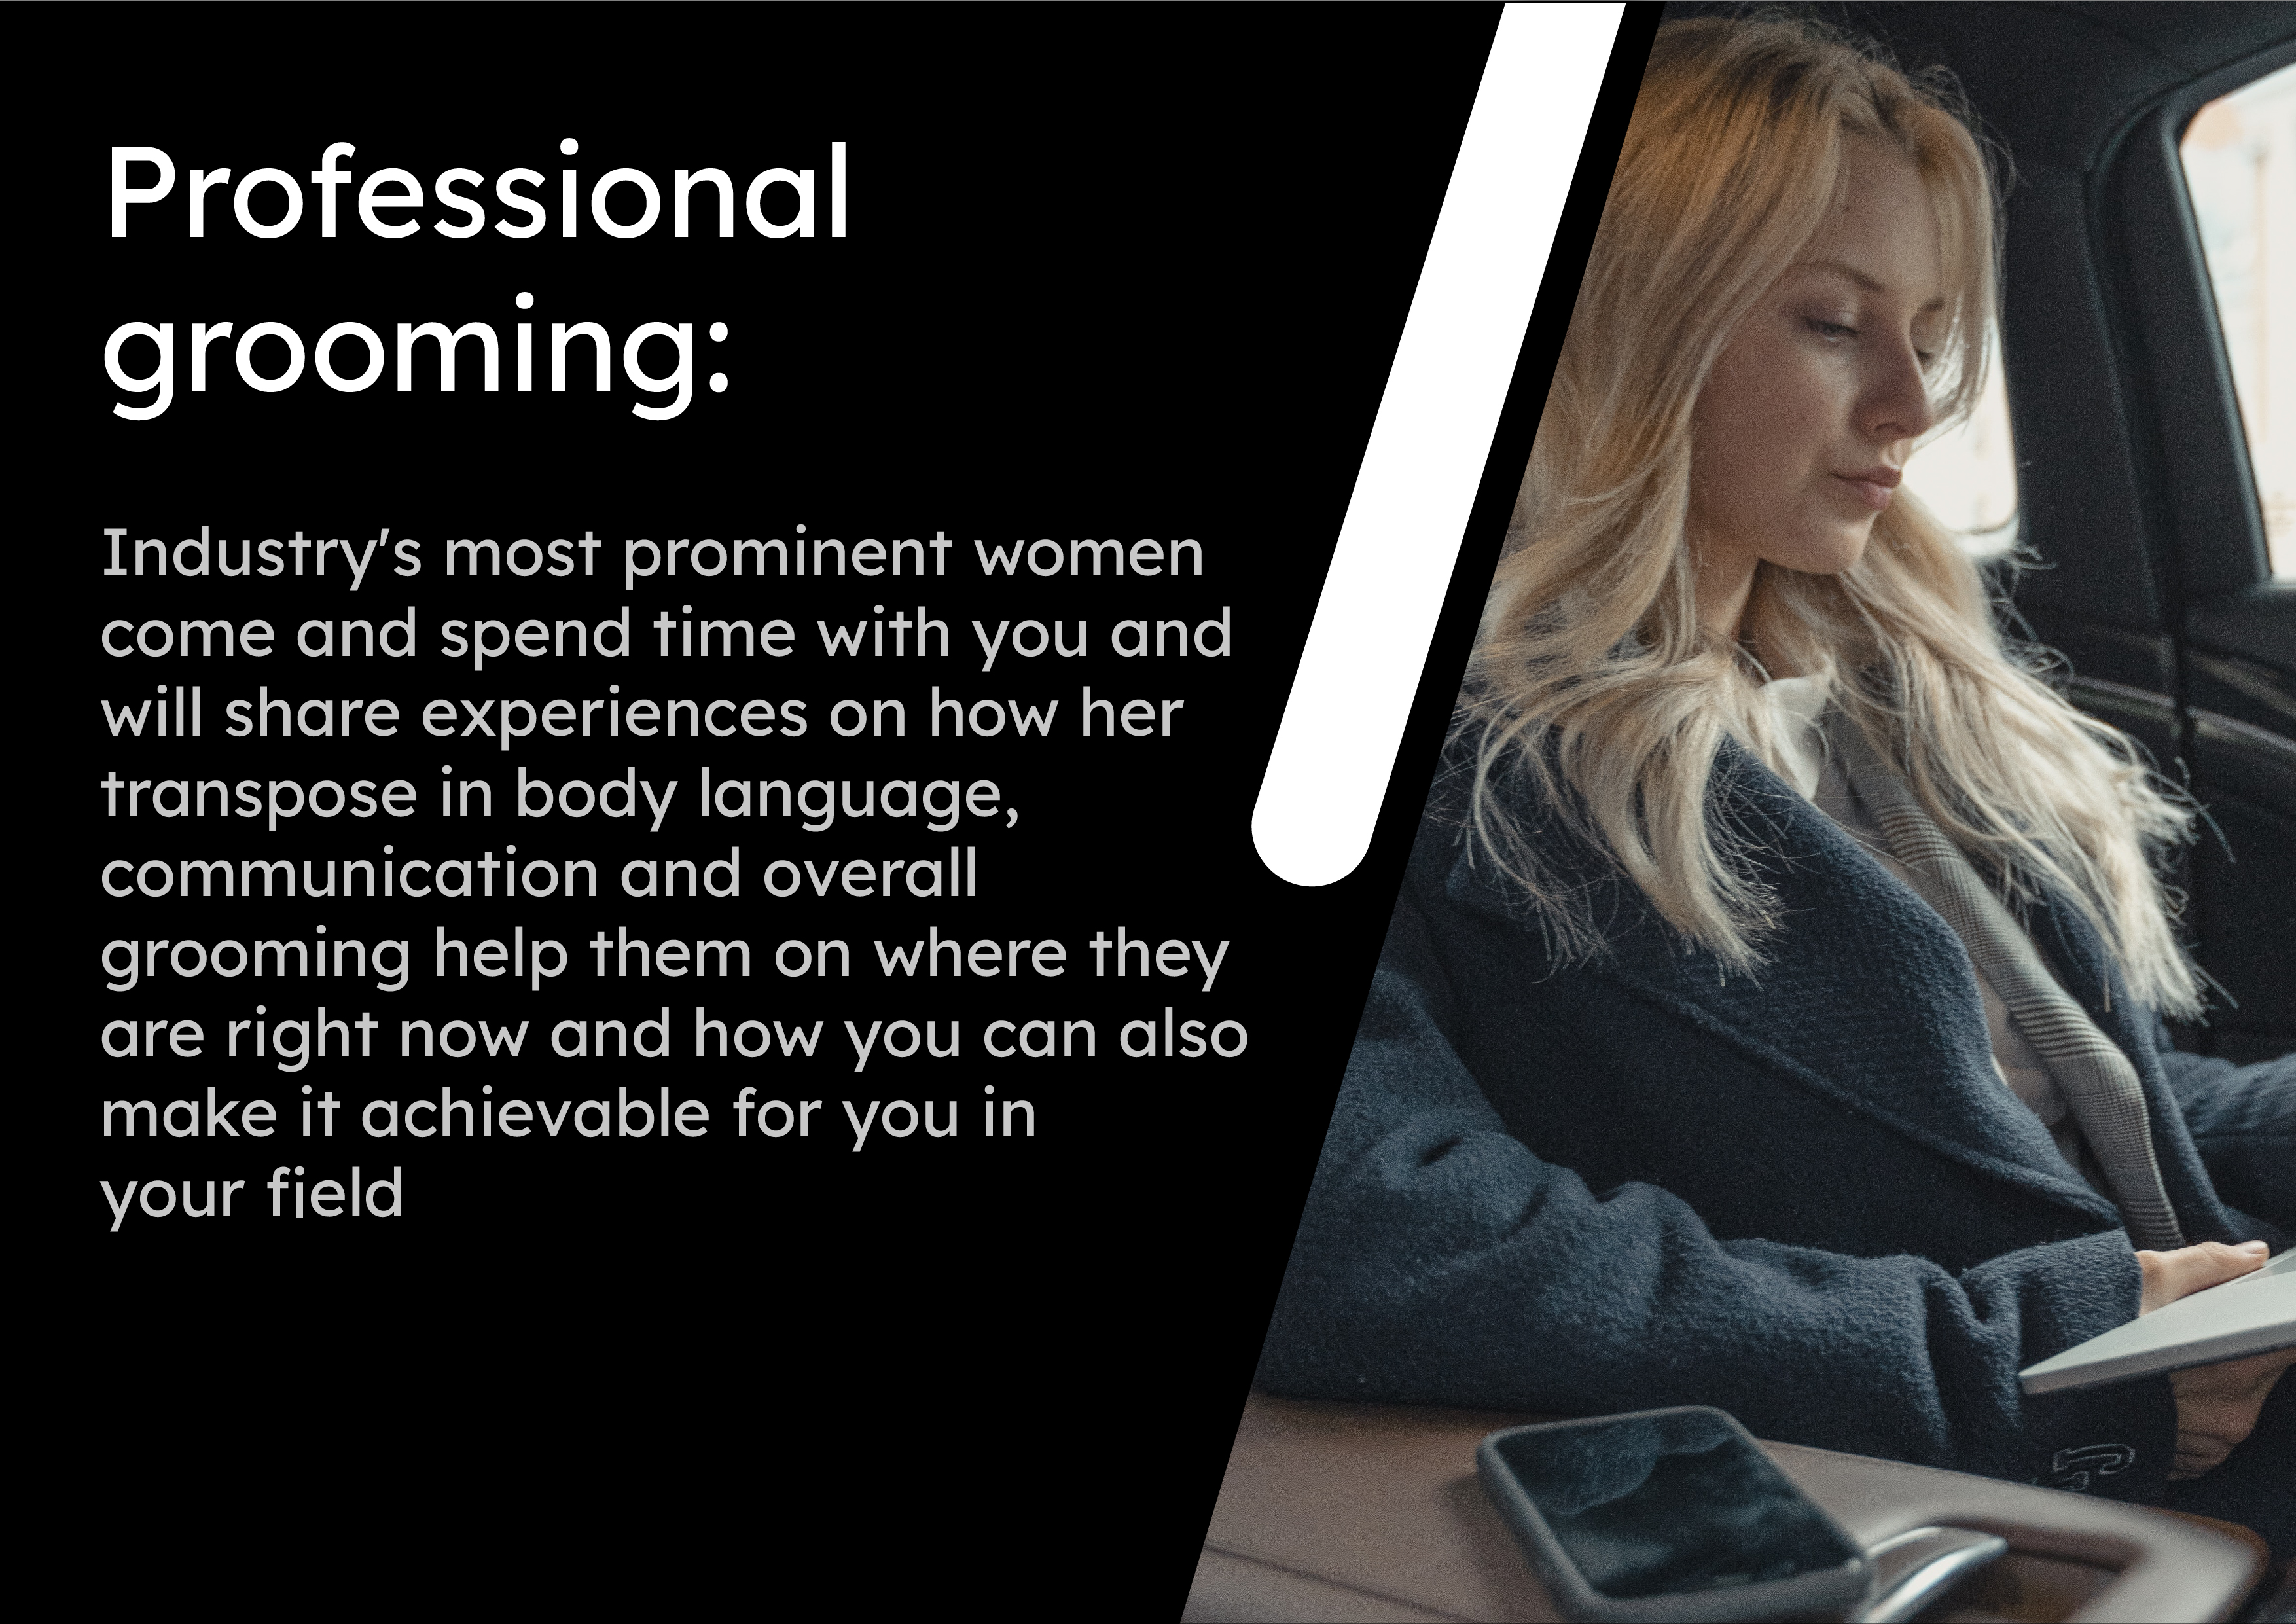 Professional
grooming:
Industry's most prominent women
come and spend time with you and
will share experiences on how her
transpose in body language,
communication and overall
grooming help them on where they
are right now and how you can also
make it achievable for you in
your field